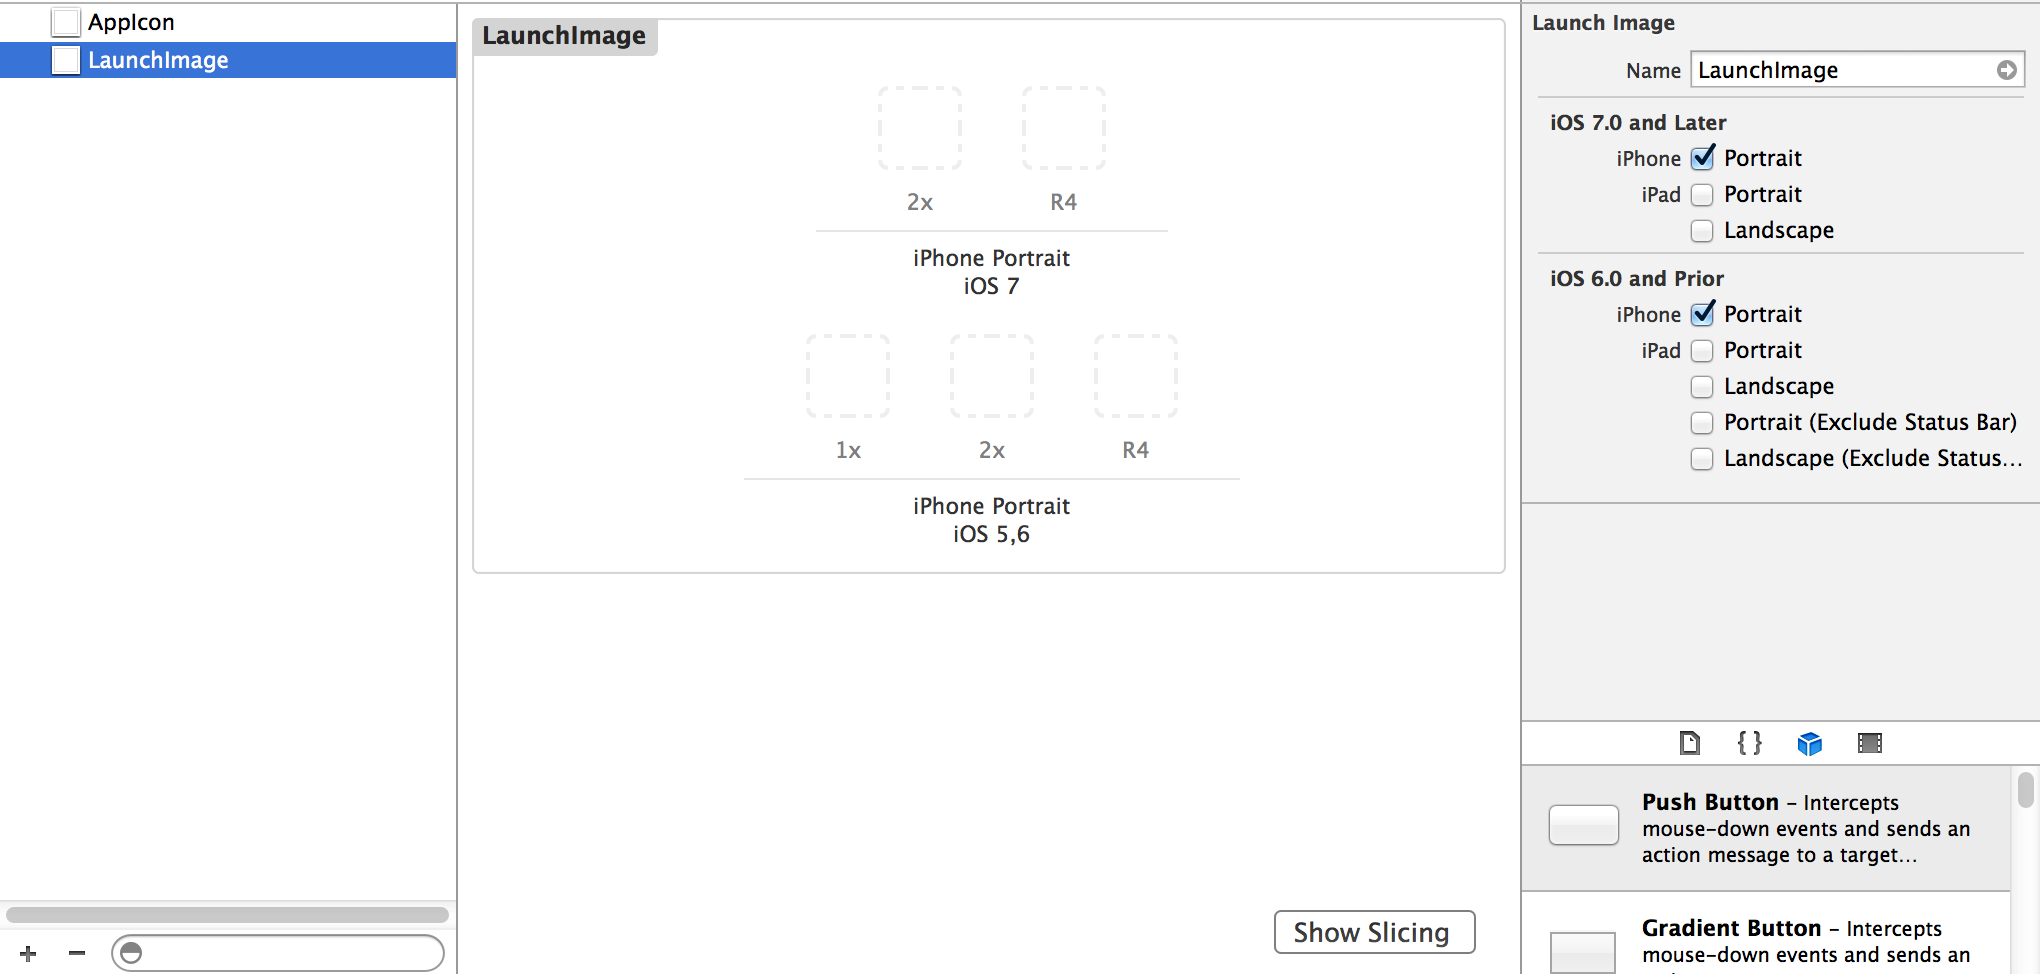 AppIcon
LaunchImage
LaunchImage
2x
R4
iPhone Portrait
iOS 7
1x
2x
R4
iPhone Portrait
iOS 5,6
Show Slicing
Launch Image
Name LaunchImage
iOS 7.0 and Later
iPhone Portrait
iPad Portrait
Landscape
iOS 6.0 and Prior
iPhone Portrait
iPad Portrait
Landscape
Portrait (Exclude Status Bar)
Landscape (Exclude Status...
{ }
Push Button – Intercepts
mouse-down events and sends an
action message to a target...
Gradient Button – Intercepts
mouse-down events and sends an